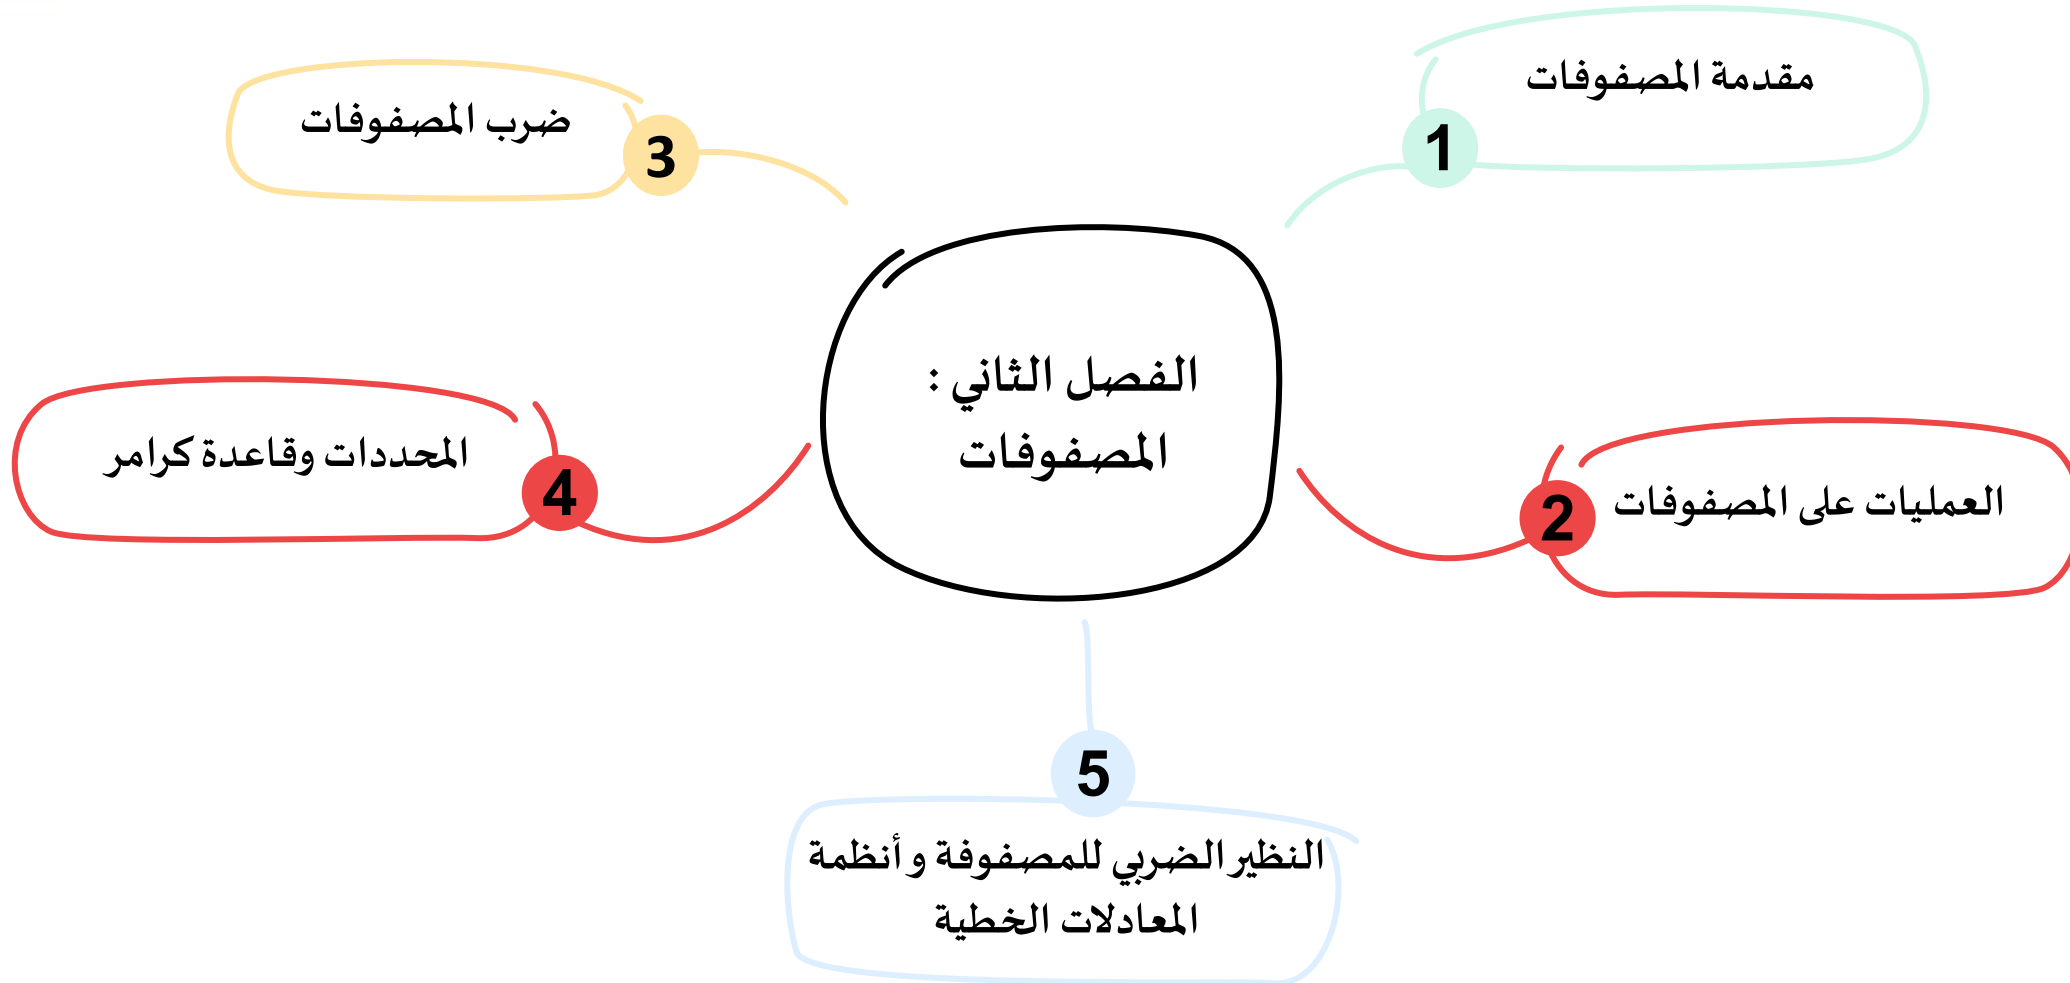 الفصل الثاني :
المصفوفات
1
مقدمة المصفوفات
2
العمليات على المصفوفات
3
ضرب المصفوفات
4
المحددات وقاعدة كرامر
5
النظير الضربي للمصفوفة و أنظمة
المعادلات الخطية